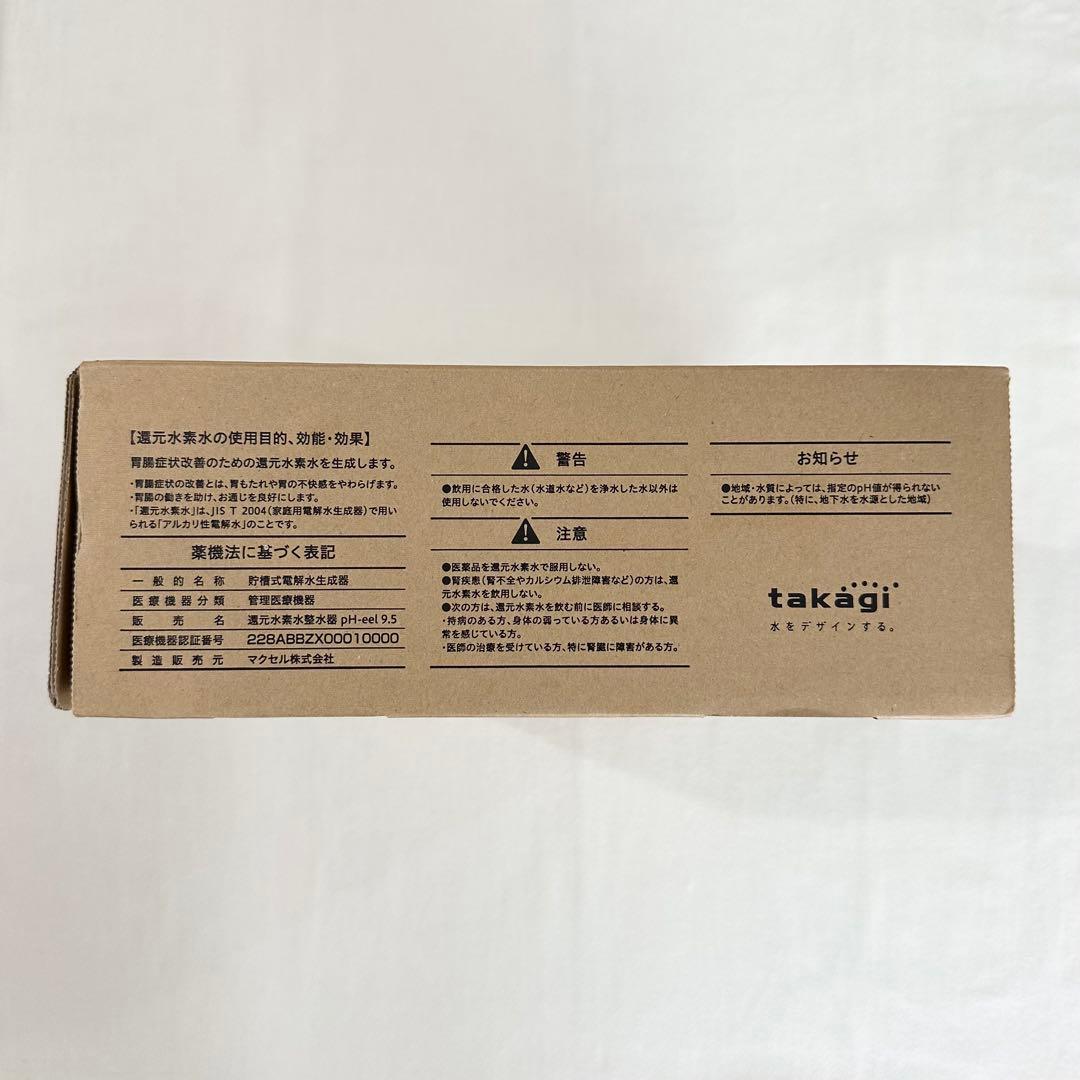 【還元水素水の使用目的、効能・効果】
胃腸症状改善のための還元水素水を生成します。
・胃腸症状の改善とは、胃もたれや胃の不快感をやわらげます。
・胃腸の働きを助け、お通じを良好にします。
・「還元水素水」は、JIS T 2004（家庭用電解水生成器）で用い
られる「アルカリ性電解水」のことです。
薬機法に基づく表記
一般的名称 貯槽式電解水生成器
医療機器分類 管理医療機器
販売名 還元水素水整水器 pH-eel 9.5
医療機器認証番号 228ABBZX00010000
製造販売元 マクセル株式会社
警告
●飲用に合格した水（水道水など）を浄水した水以外は
使用しないでください。
注意
●医薬品を還元水素水で服用しない。
●腎疾患（腎不全やカルシウム排泄障害など）の方は、還
元水素水を飲用しない。
●次の方は、還元水素水を飲む前に医師に相談する。
・持病のある方、身体の弱っている方あるいは身体に異
常を感じている方。
・医師の治療を受けている方、特に腎臓に障害がある方。
お知らせ
●地域・水質によっては、指定のpH値が得られない
ことがあります。（特に、地下水を水源とした地域）
takagi
水をデザインする。